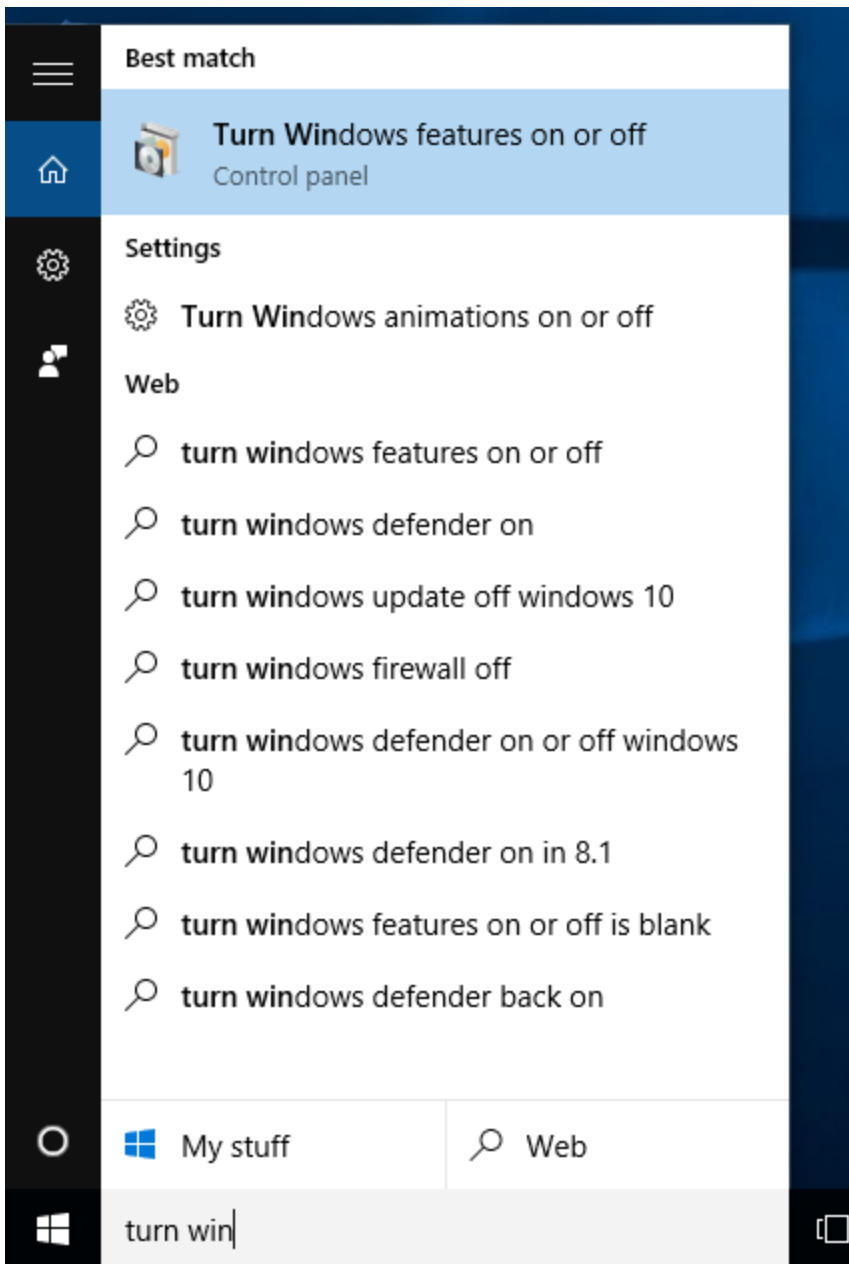 Best match
Turn Windows features on or off
Control panel
Settings
Turn Windows animations on or off
Web
turn windows features on or off
turn windows defender on
turn windows update off windows 10
turn windows firewall off
turn windows defender on or off windows
10
turn windows defender on in 8.1
turn windows features on or off is blank
turn windows defender back on
My stuff
Web
turn win